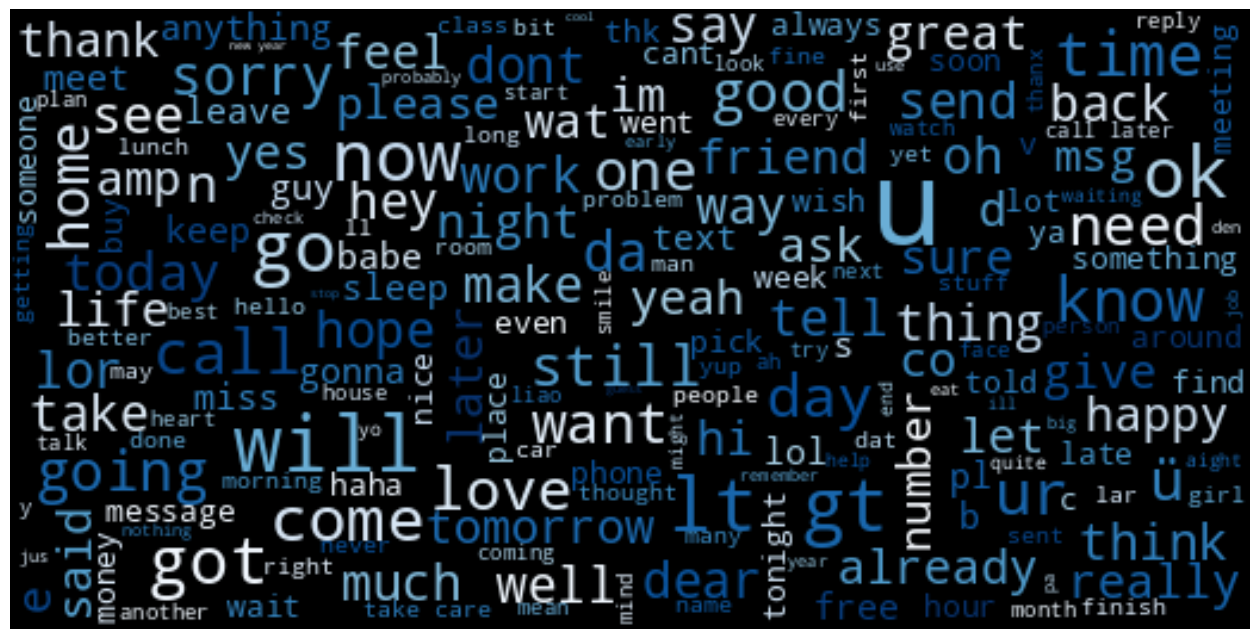 thank anything class bit cool thk say always great reply
new year feel dont cant look fine use soon time
meet sorry probably start im good every first send thanx back meeting
plan see leave please wat went call later
someone home lunch yes now long work one early friend watch yet oh v msg ok
amp n guy hey night problem way wish u d lot waiting need den
buy keep check go ll babe room da text man ask sure ya something
getting today life best hello stop sleep make smile yeah week next stuff know job
better hope later even tell thing person around
lor may call gonna nice still pick yup ah try s co face told give find
take heart miss house place liao people day end eat ill happy
talk done will yo want car might hi lol dat number let big late
going morning haha love phone thought remember help quite pl ur c lar ü girl aight
y said message come tomorrow lt many tonight gt b sent think
jus nothing money got right never coming much well mind dear name year already pa really
e another wait take care mean free hour month finish